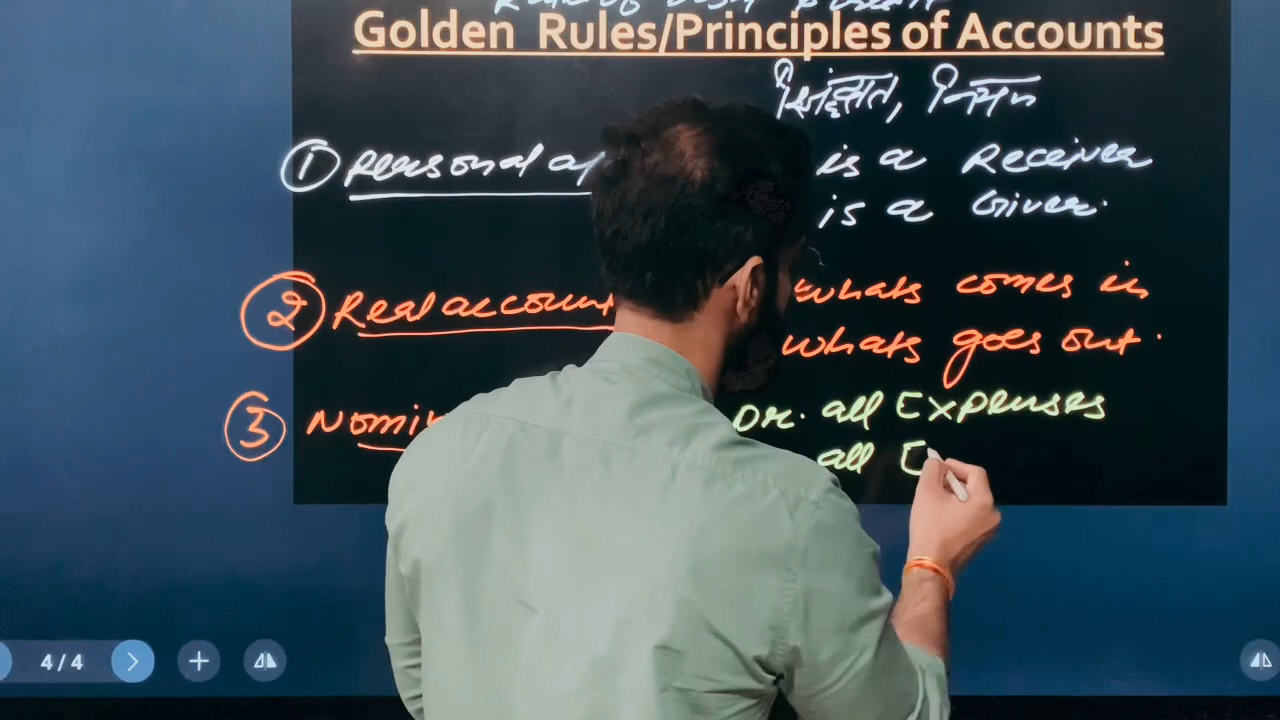 Golden Rules/Principles of Accounts
सिद्धांत, नियम
① Personal a/ is a Receiver
is a Giver.
② Real account whats comes in
whats goes out.
③ Nomin Dr. all Expenses
all E
4/4